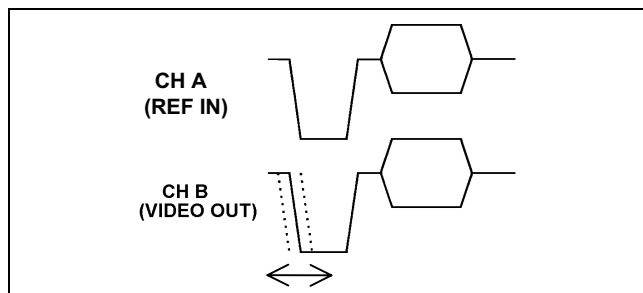 CH A
(REF IN)
CH B
(VIDEO OUT)